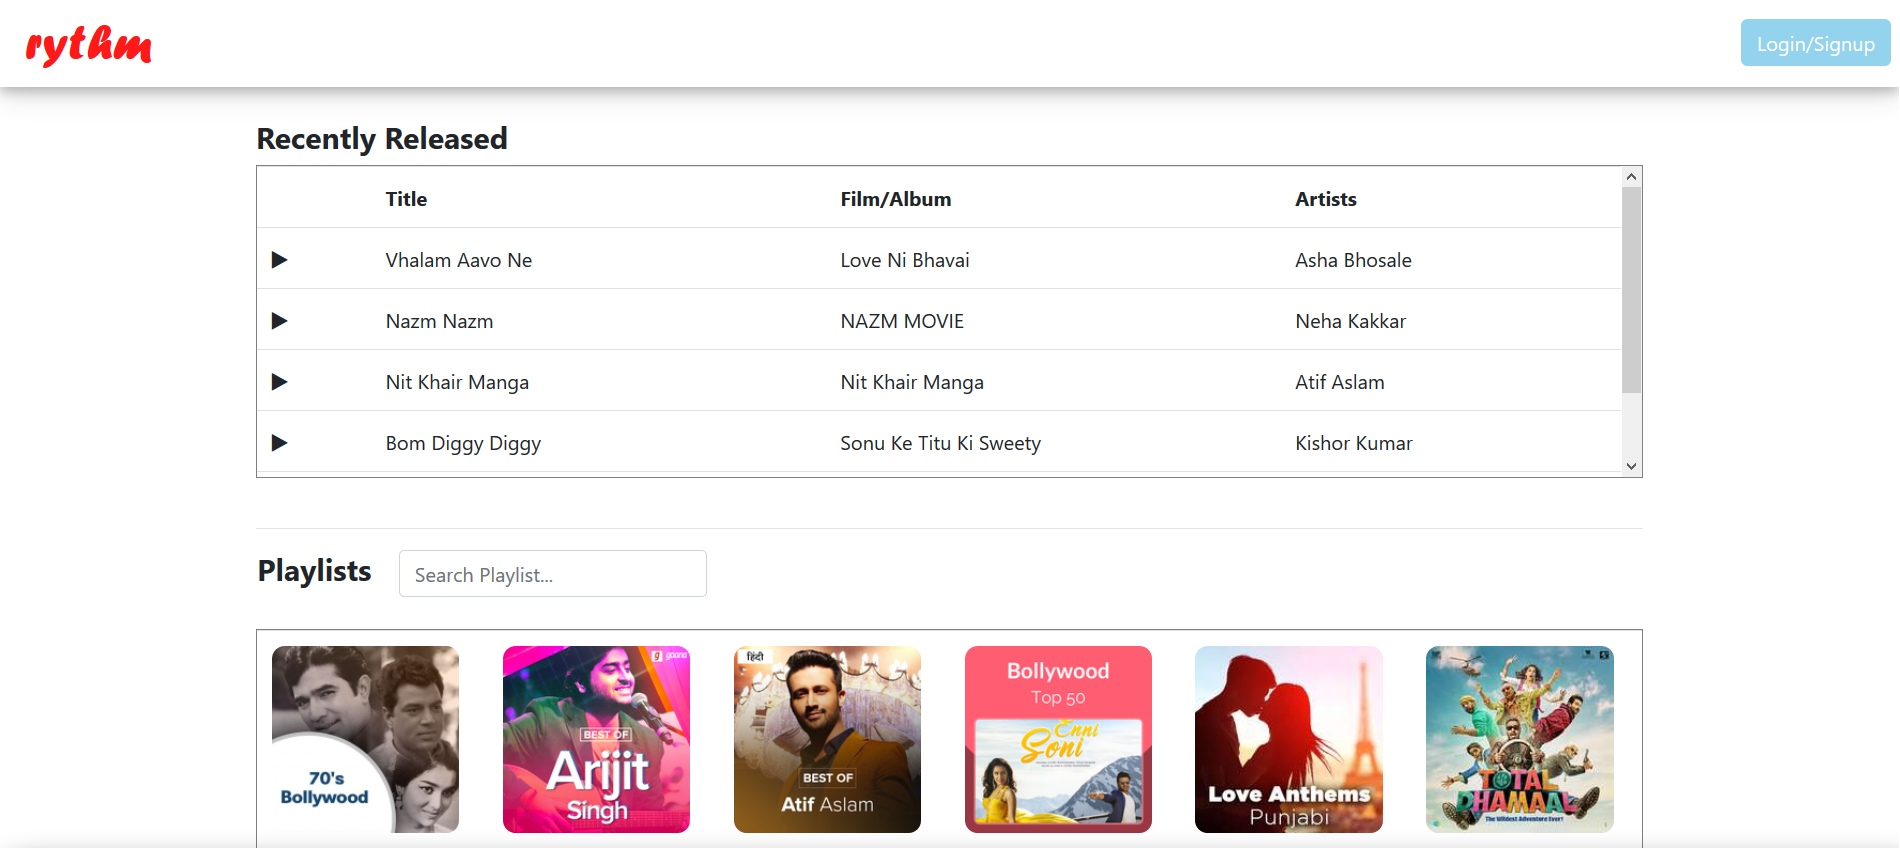 rythm
Login/Signup
Recently Released
Title Film/Album Artists
Vhalam Aavo Ne Love Ni Bhavai Asha Bhosale
Nazm Nazm NAZM MOVIE Neha Kakkar
Nit Khair Manga Nit Khair Manga Atif Aslam
Bom Diggy Diggy Sonu Ke Titu Ki Sweety Kishor Kumar
Playlists Search Playlist...
70's
Bollywood
gaana
BEST OF
Arijit
Singh
हिंदी
BEST OF
Atif Aslam
Bollywood
Top 50
Enni
Soni
Love Anthems
Punjabi
TOTAL
DHAMAAL
The Wildest Adventure Ever!